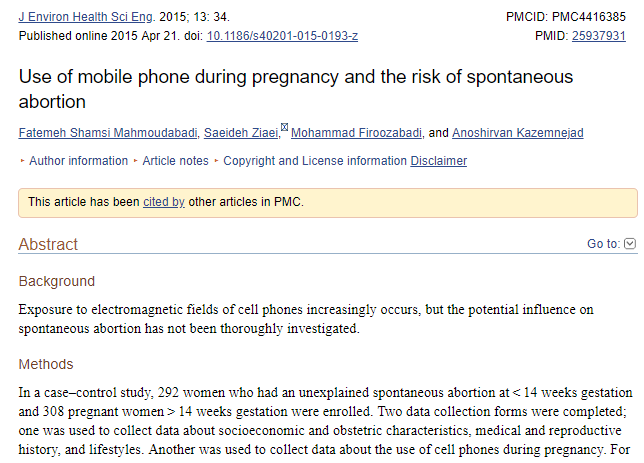 J Environ Health Sci Eng. 2015; 13: 34.
PMCID: PMC4416385
Published online 2015 Apr 21. doi: 10.1186/s40201-015-0193-z
PMID: 25937931
Use of mobile phone during pregnancy and the risk of spontaneous
abortion
Fatemeh Shamsi Mahmoudabadi, Saeideh Ziaei, Mohammad Firoozabadi, and Anoshirvan Kazemnejad
Author information Article notes Copyright and License information Disclaimer
This article has been cited by other articles in PMC.
Abstract
Go to:
Background
Exposure to electromagnetic fields of cell phones increasingly occurs, but the potential influence on
spontaneous abortion has not been thoroughly investigated.
Methods
In a case–control study, 292 women who had an unexplained spontaneous abortion at < 14 weeks gestation
and 308 pregnant women > 14 weeks gestation were enrolled. Two data collection forms were completed;
one was used to collect data about socioeconomic and obstetric characteristics, medical and reproductive
history, and lifestyles. Another was used to collect data about the use of cell phones during pregnancy. For